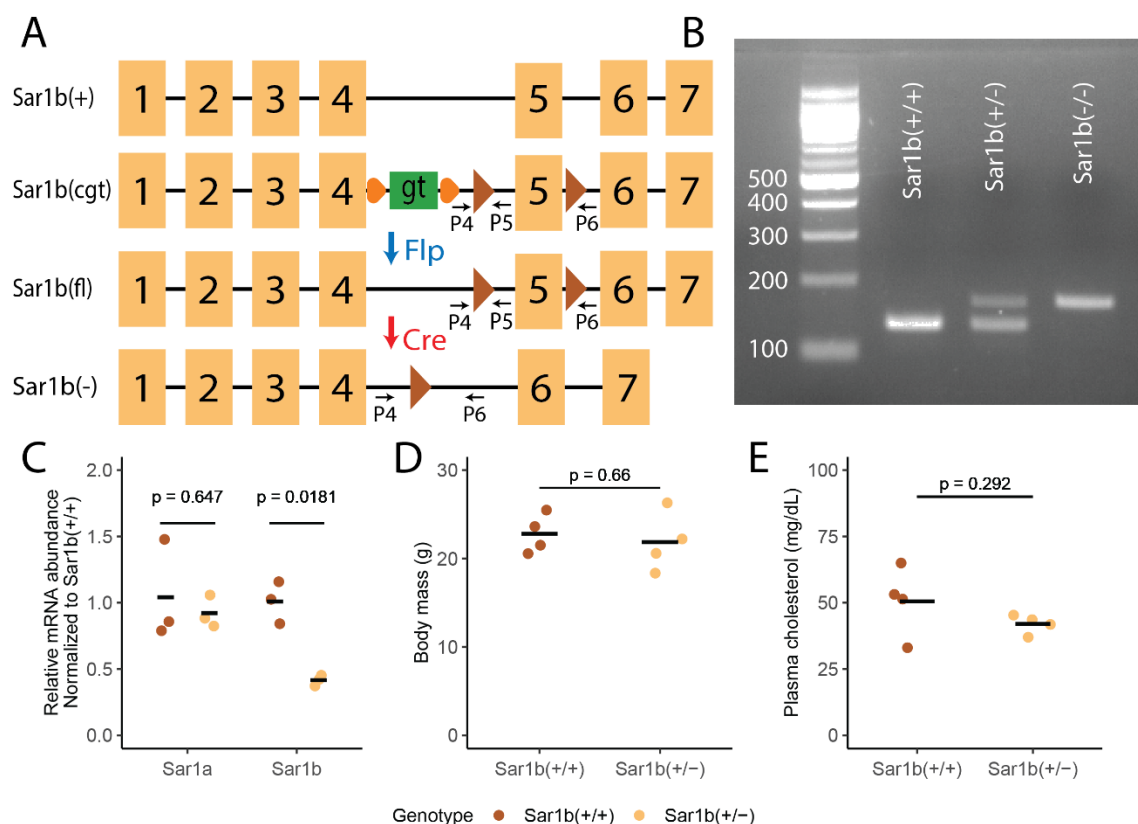 A
Sar1b(+)
1 2 3 4 5 6 7
Sar1b(cgt)
1 2 3 4 gt 5 6 7
P4 P5 P6
Flp
Sar1b(fl)
1 2 3 4 5 6 7
P4 P5 P6
Cre
Sar1b(-)
1 2 3 4 6 7
P4 P6
B
Sar1b(+/+)
Sar1b(+/-)
Sar1b(-/-)
500
400
300
200
100
C
Relative mRNA abundance
Normalized to Sar1b(+/+)
2.0
1.5
1.0
0.5
0.0
p = 0.647
p = 0.0181
Sar1a
Sar1b
D
Body mass (g)
30
20
10
0
p = 0.66
Sar1b(+/+)
Sar1b(+/−)
E
Plasma cholesterol (mg/dL)
100
75
50
25
0
p = 0.292
Sar1b(+/+)
Sar1b(+/−)
Genotype Sar1b(+/+) Sar1b(+/−)